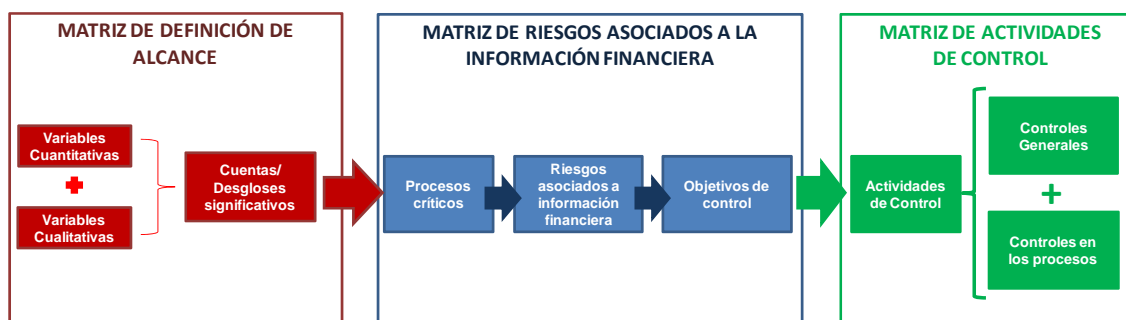 MATRIZ DE DEFINICIÓN DE
ALCANCE
Variables
Cuantitativas
Variables
Cualitativas
Cuentas/
Desgloses
significativos
MATRIZ DE RIESGOS ASOCIADOS A LA
INFORMACIÓN FINANCIERA
Procesos
críticos
Riesgos
asociados a
información
financiera
Objetivos de
control
MATRIZ DE ACTIVIDADES
DE CONTROL
Actividades
de Control
Controles
Generales
+
Controles en
los procesos